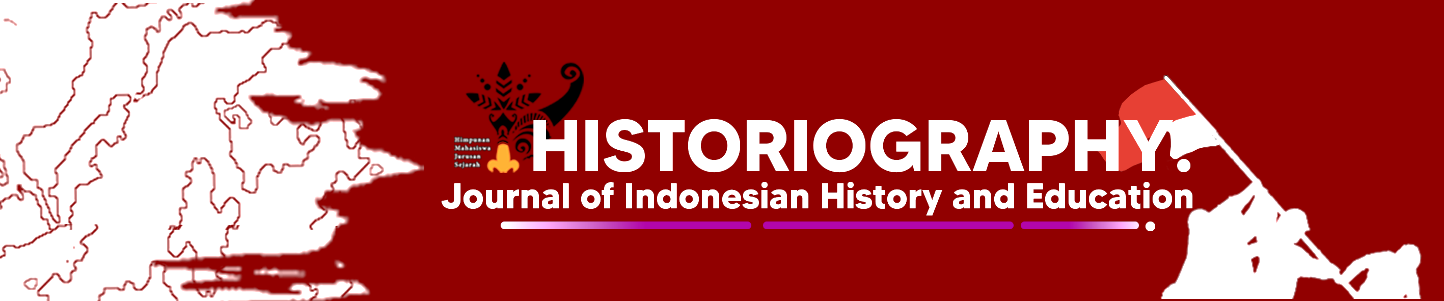 Himpunan
Mahasiswa
Jurusan
Sejarah
HISTORIOGRAPHY.
Journal of Indonesian History and Education